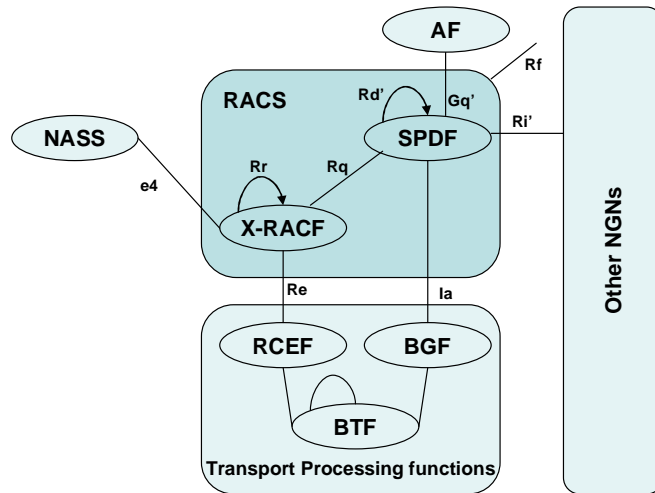 AF
Rf
RACS
Rd’
Gq’
NASS
SPDF
Ri’
Rr
Rq
e4
X-RACF
Other NGNs
Re
Ia
RCEF
BGF
BTF
Transport Processing functions